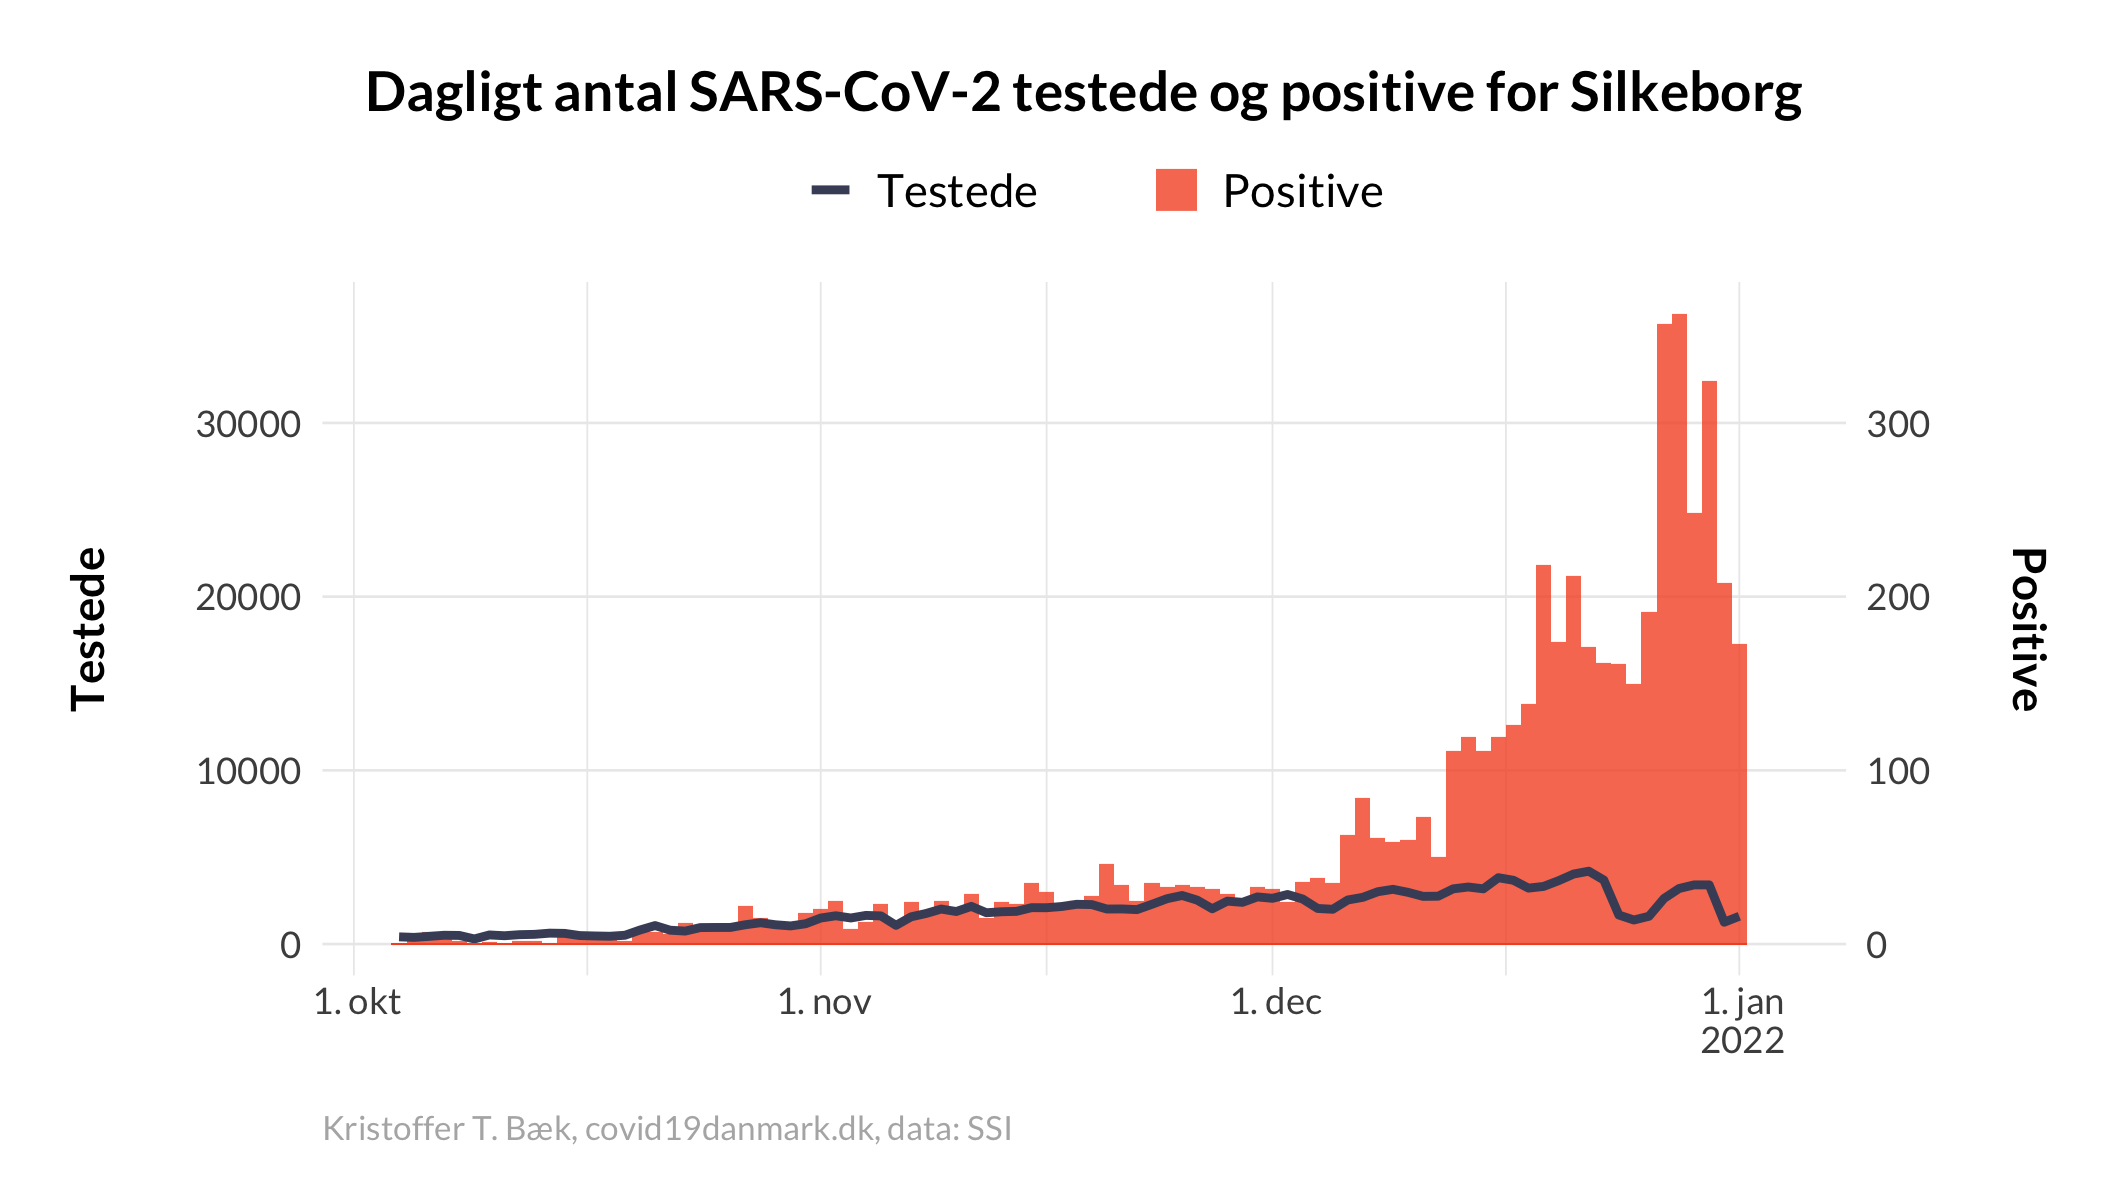 Dagligt antal SARS-CoV-2 testede og positive for Silkeborg
Testede Positive
Testede
30000
20000
10000
0
300
200
100
0
Positive
1. okt 1. nov 1. dec 1. jan
2022
Kristoffer T. Bæk, covid19danmark.dk, data: SSI